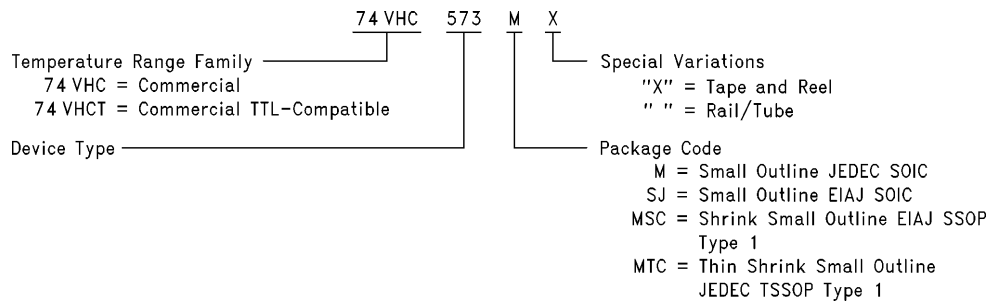 74 VHC 573 M X
Temperature Range Family
74 VHC = Commercial
74 VHCT = Commercial TTL-Compatible
Device Type
Special Variations
"X" = Tape and Reel
" " = Rail/Tube
Package Code
M = Small Outline JEDEC SOIC
SJ = Small Outline EIAJ SOIC
MSC = Shrink Small Outline EIAJ SSOP
Type 1
MTC = Thin Shrink Small Outline
JEDEC TSSOP Type 1